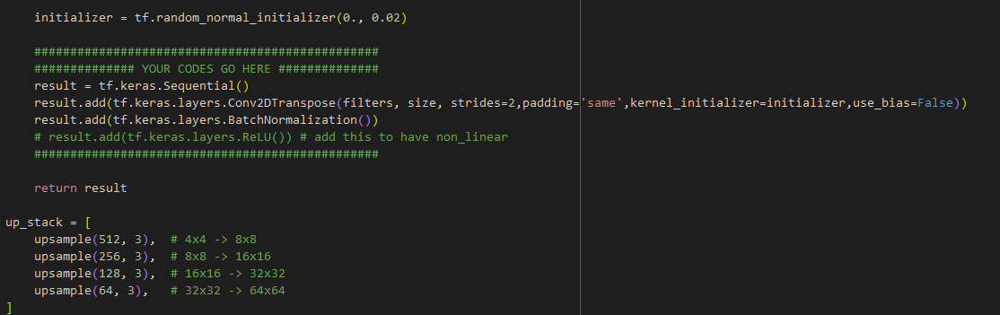 initializer = tf.random_normal_initializer(0., 0.02)
    ################################################
    ############## YOUR CODES GO HERE ##############
    result = tf.keras.Sequential()
    result.add(tf.keras.layers.Conv2DTranspose(filters, size, strides=2,padding='same',kernel_initializer=initializer,use_bias=False))
    result.add(tf.keras.layers.BatchNormalization())
    # result.add(tf.keras.layers.ReLU()) # add this to have non_linear
    ################################################
    return result
up_stack = [
    upsample(512, 3),  # 4x4 -> 8x8
    upsample(256, 3),  # 8x8 -> 16x16
    upsample(128, 3),  # 16x16 -> 32x32
    upsample(64, 3),   # 32x32 -> 64x64
]